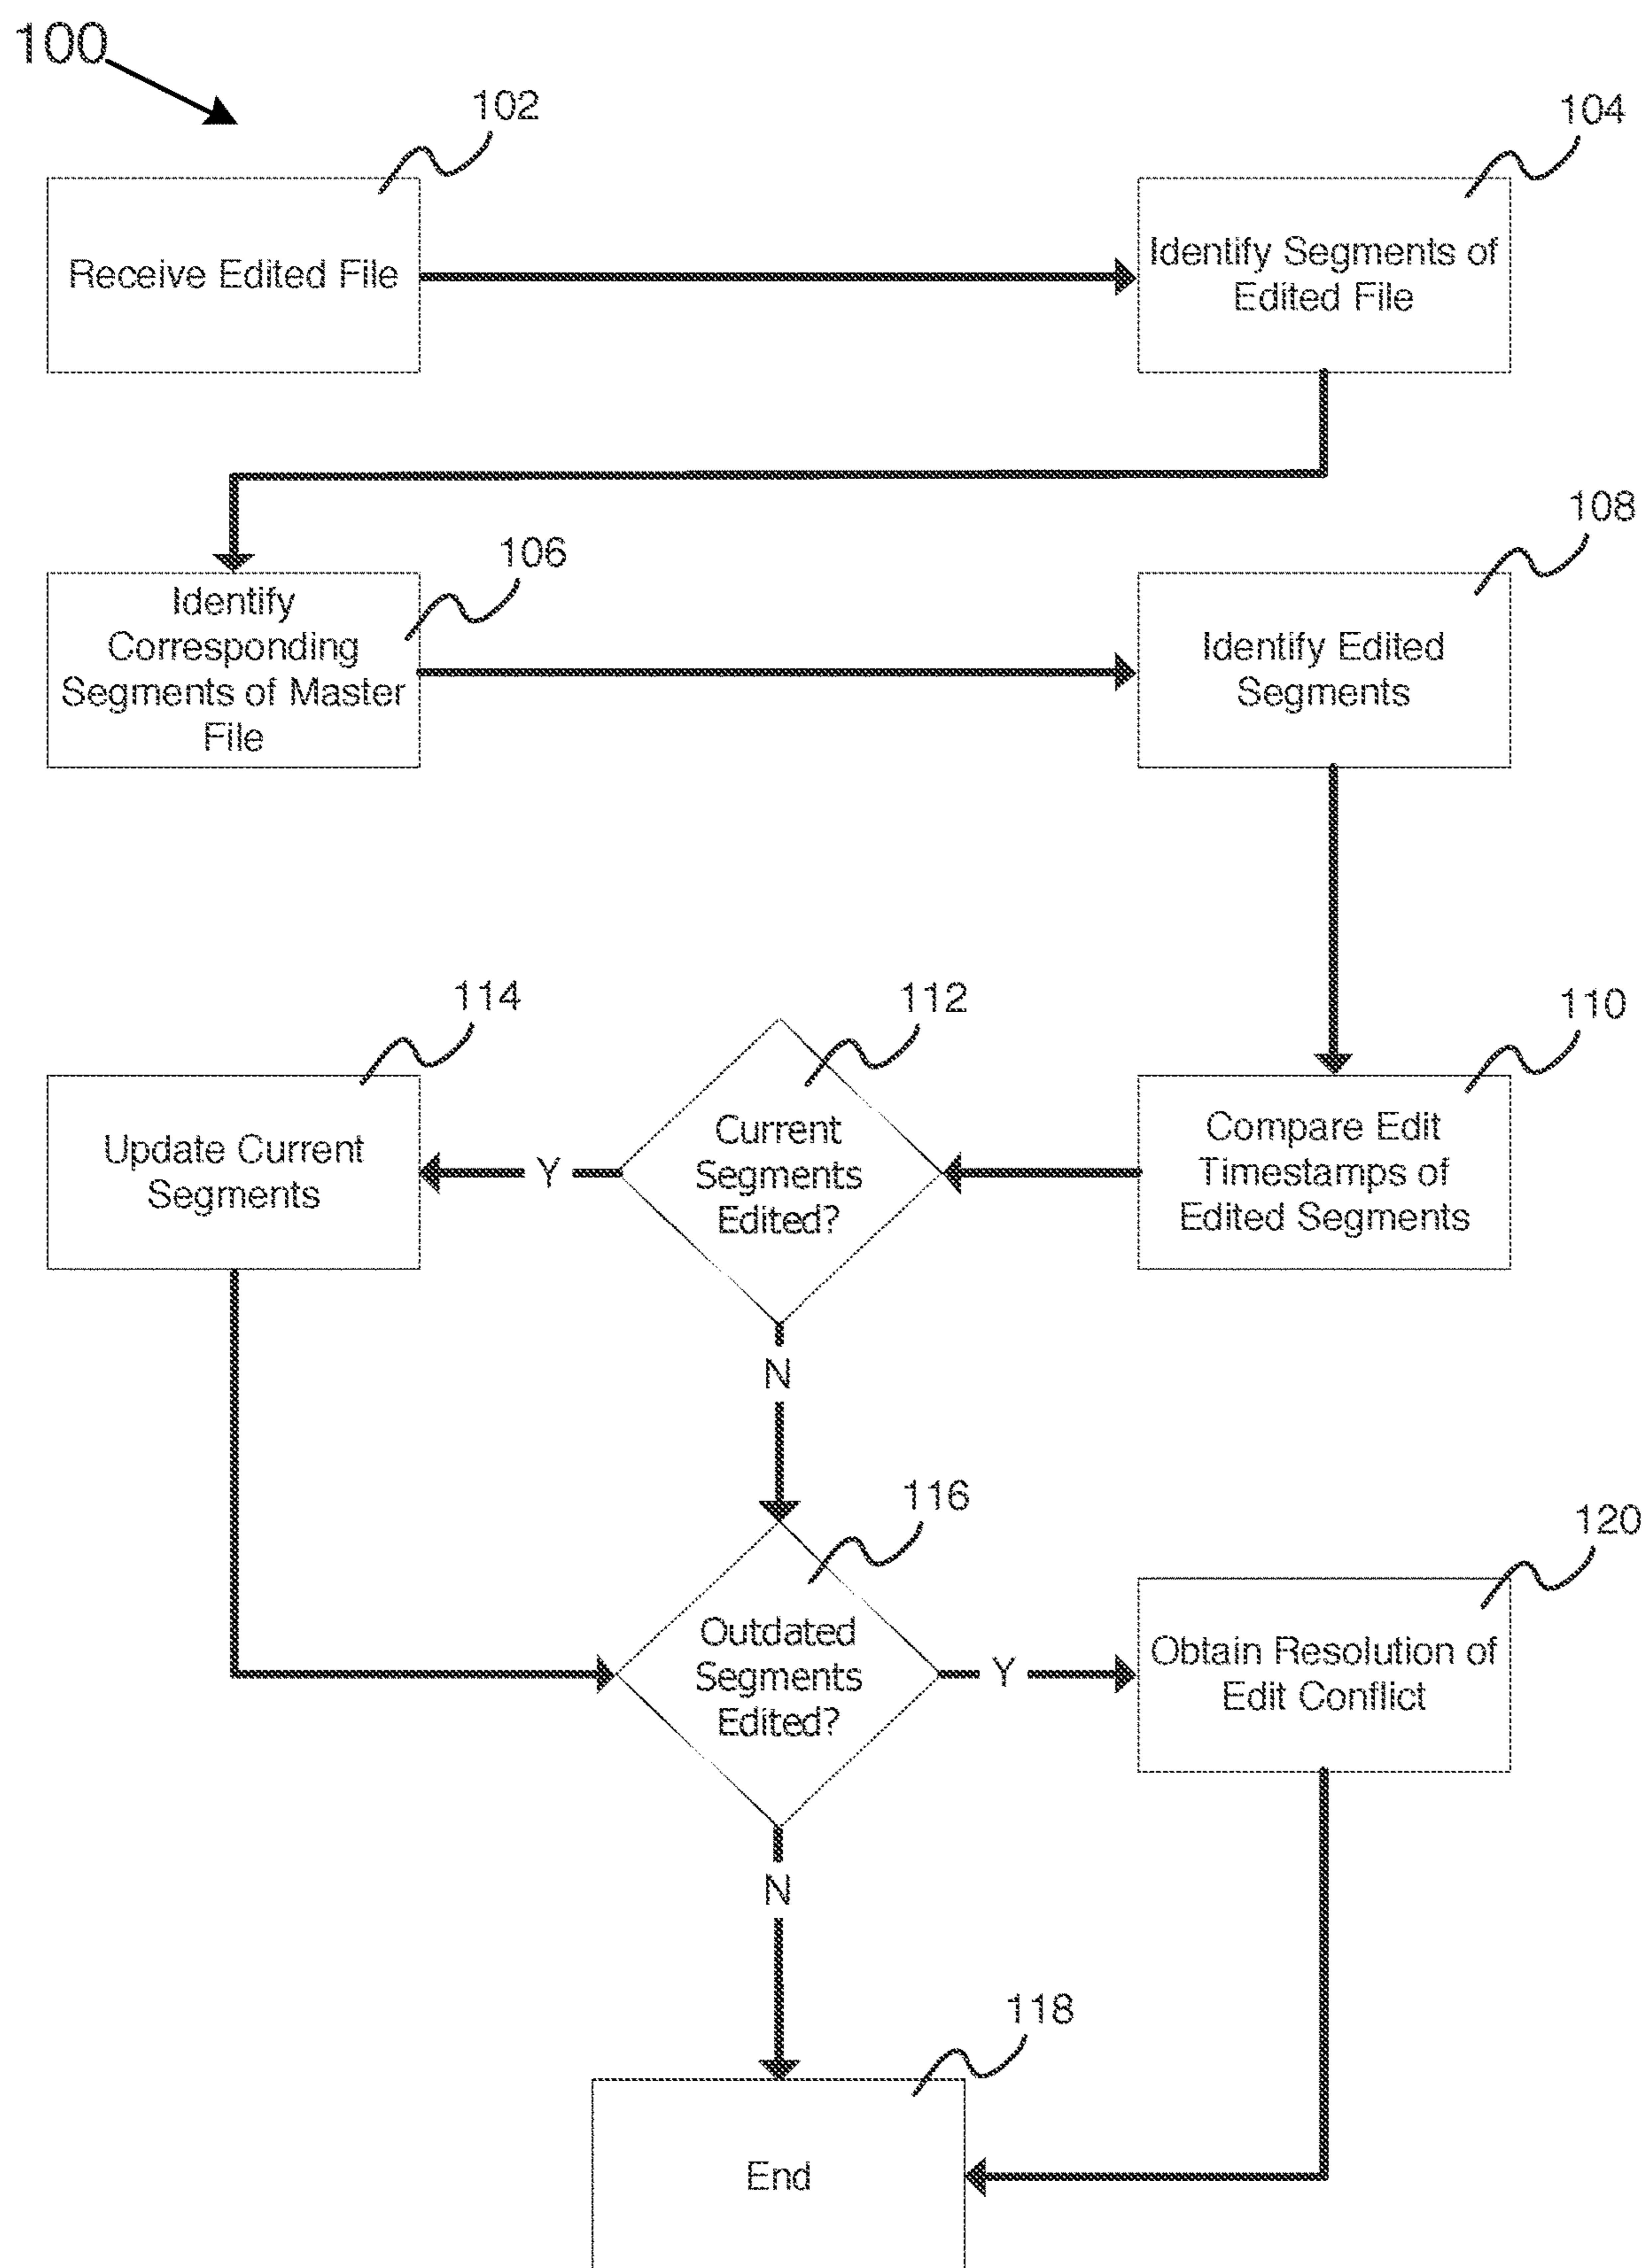 100
102
104
Receive Edited File
Identify Segments of
Edited File
106
108
Identify
Corresponding
Segments of Master
File
Identify Edited
Segments
114
112
110
Update Current
Segments
Y
Current
Segments
Edited?
Compare Edit
Timestamps of
Edited Segments
N
116
120
Outdated
Segments
Edited?
Y
Obtain Resolution of
Edit Conflict
N
118
End